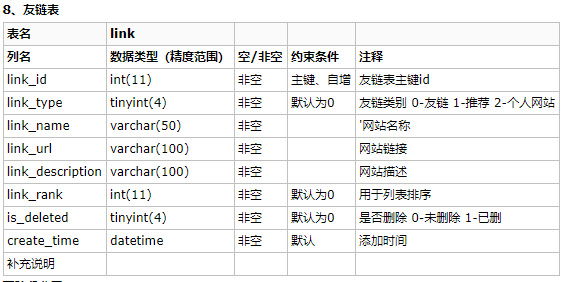 8、友链表
表名 link
列名 数据类型（精度范围） 空/非空 约束条件 注释
link_id int(11) 非空 主键、自增 友链表主键id
link_type tinyint(4) 非空 默认为0 友链类别 0-友链 1-推荐 2-个人网站
link_name varchar(50) 非空 '网站名称
link_url varchar(100) 非空 网站链接
link_description varchar(100) 非空 网站描述
link_rank int(11) 非空 默认为0 用于列表排序
is_deleted tinyint(4) 非空 默认为0 是否删除 0-未删除 1-已删
create_time datetime 非空 默认 添加时间
补充说明